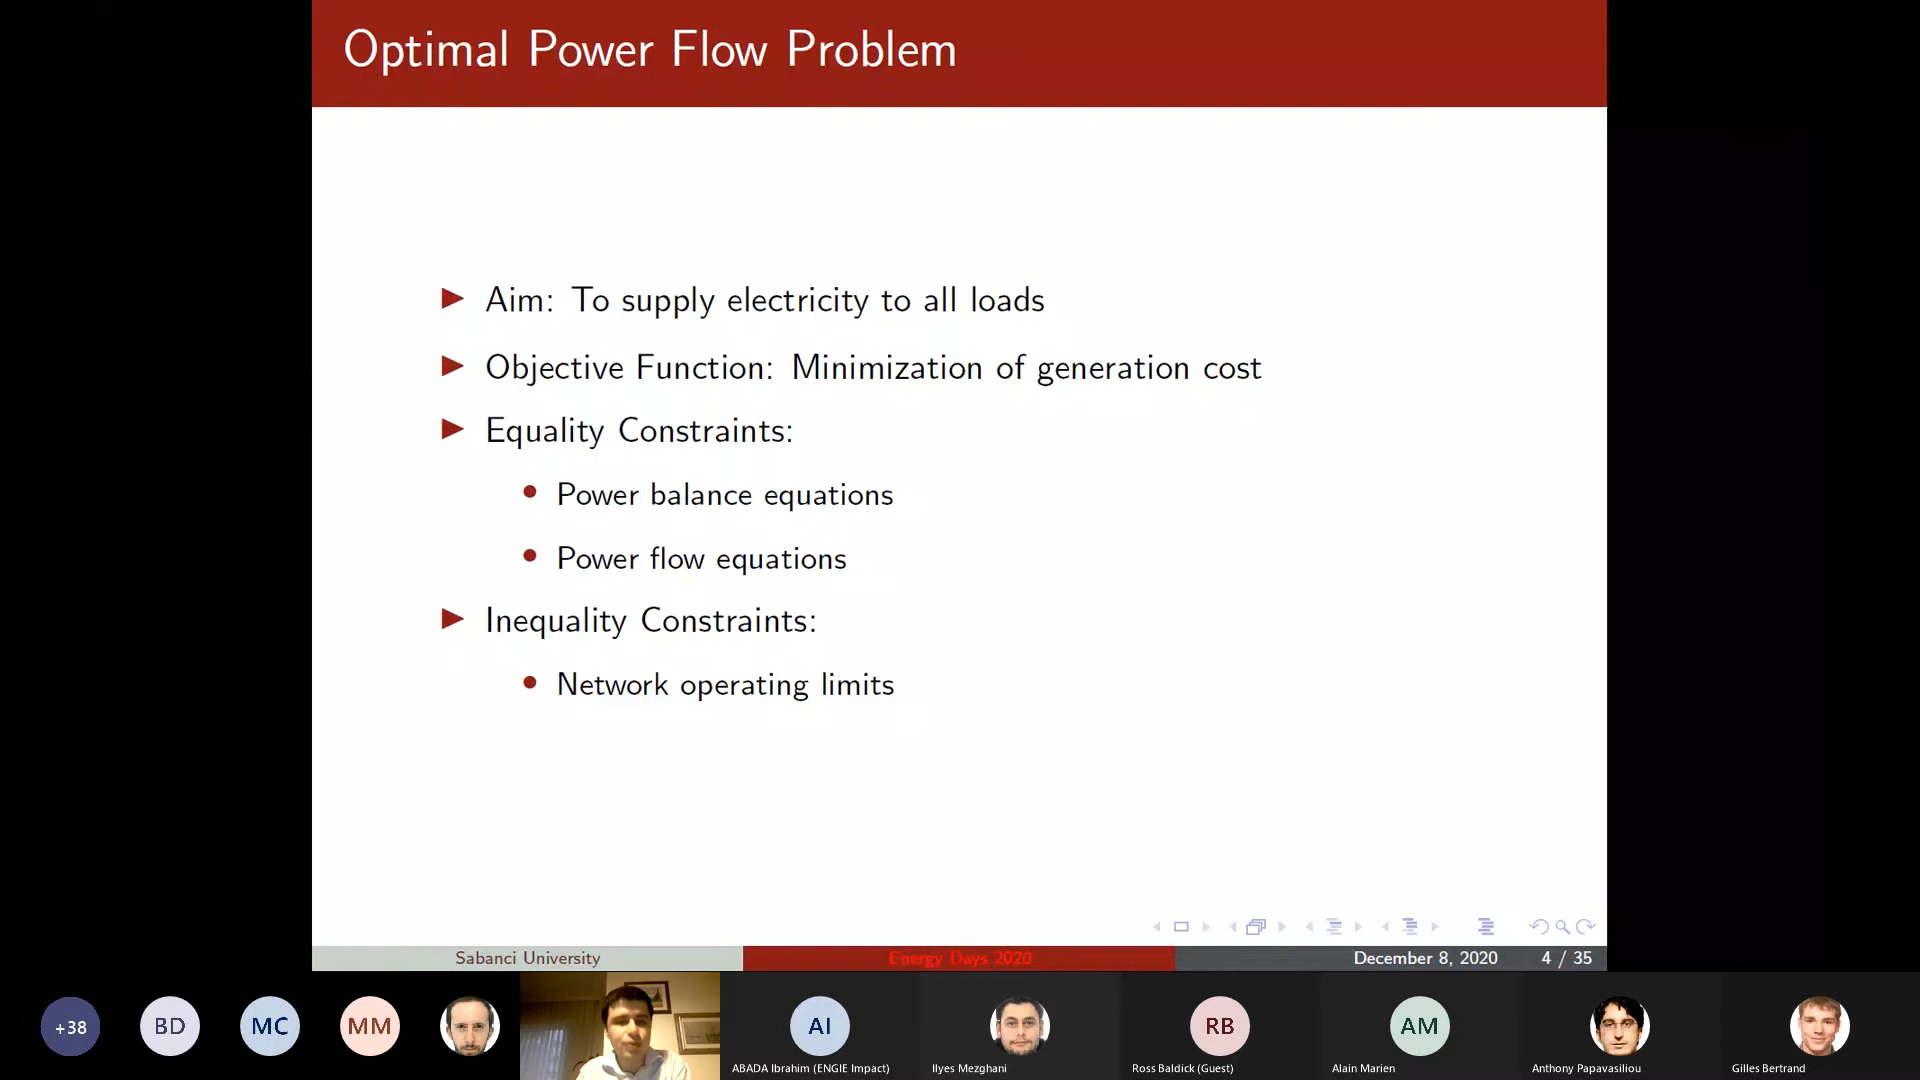 Optimal Power Flow Problem
Aim: To supply electricity to all loads
Objective Function: Minimization of generation cost
Equality Constraints:
Power balance equations
Power flow equations
Inequality Constraints:
Network operating limits
Sabanci University
Energy Days 2020
December 8, 2020
4 / 35
+38
BD
MC
MM
AI
RB
AM
ABADA Ibrahim (ENGIE Impact)
Ilyes Mezghani
Ross Baldick (Guest)
Alain Marien
Anthony Papavasiliou
Gilles Bertrand